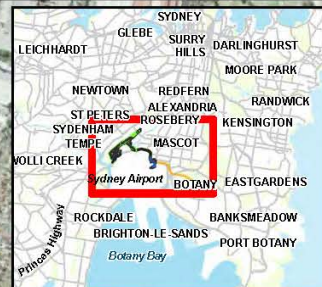 SYDNEY
GLEBE
SURRY
HILLS
DARLINGHURST
LEICHHARDT
MOORE PARK
NEWTOWN
REDFERN
RANDWICK
ALEXANDRIA
ST PETERS
ROSEBERY
KENSINGTON
SYDENHAM
TEMPE
MASCOT
VOLLI CREEK
Sydney Airport
BOTANY
EASTGARDENS
ROCKDALE
BANKSMEADOW
BRIGHTON-LE-SANDS
PORT BOTANY
Princes Highway
Botany Bay